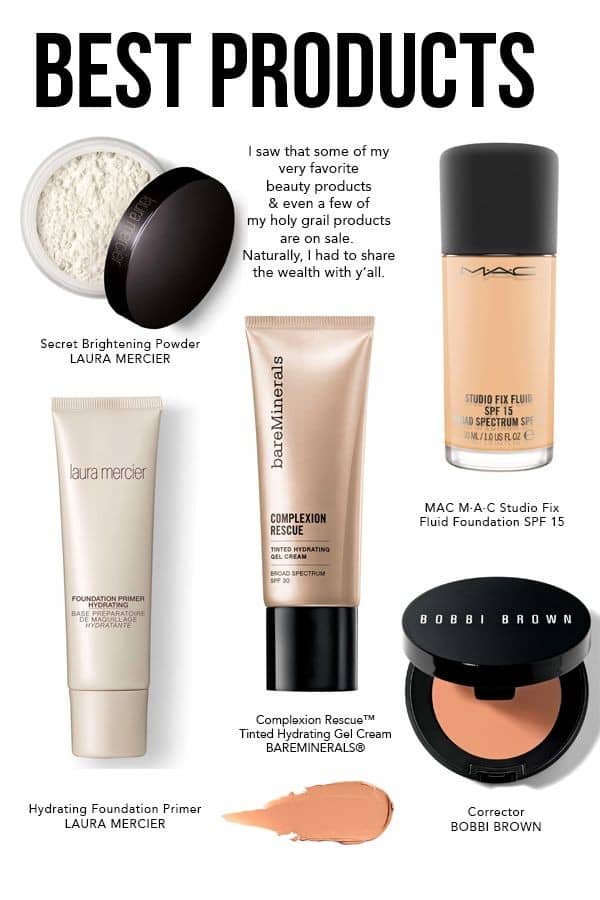 BEST PRODUCTS
I saw that some of my
very favorite
beauty products
& even a few of
my holy grail products
are on sale.
Naturally, I had to share
the wealth with y'all.
laura mercier
Secret Brightening Powder
LAURA MERCIER
M·A·C
STUDIO FIX FLUID
SPF 15
BROAD SPECTRUM SPF
30 ML / 1.0 US FL OZ
MAC M·A·C Studio Fix
Fluid Foundation SPF 15
bareMinerals
COMPLEXION
RESCUE
TINTED HYDRATING
GEL CREAM
BROAD SPECTRUM
SPF 30
Complexion Rescue™
Tinted Hydrating Gel Cream
BAREMINERALS®
laura mercier
FOUNDATION PRIMER
HYDRATING
BASE PRÉPARATOIRE
DE MAQUILLAGE
HYDRATANTE
Hydrating Foundation Primer
LAURA MERCIER
BOBBI BROWN
Corrector
BOBBI BROWN